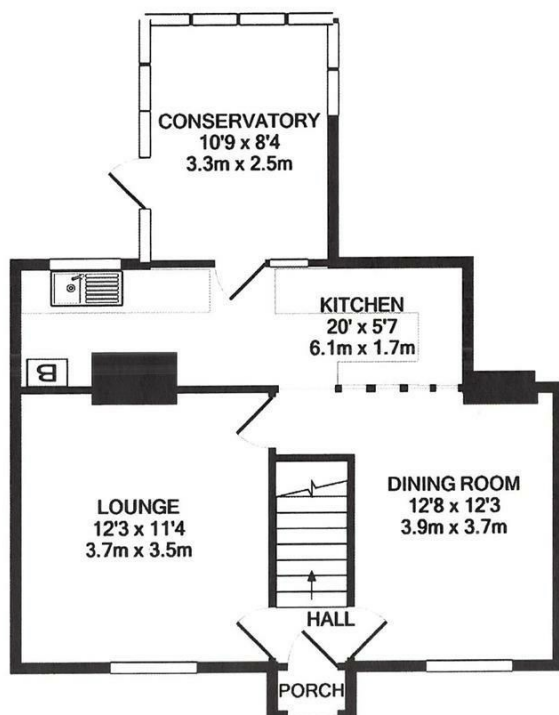 CONSERVATORY
10'9 x 8'4
3.3m x 2.5m
KITCHEN
20' x 5'7
6.1m x 1.7m
B
LOUNGE
12'3 x 11'4
3.7m x 3.5m
DINING ROOM
12'8 x 12'3
3.9m x 3.7m
HALL
PORCH